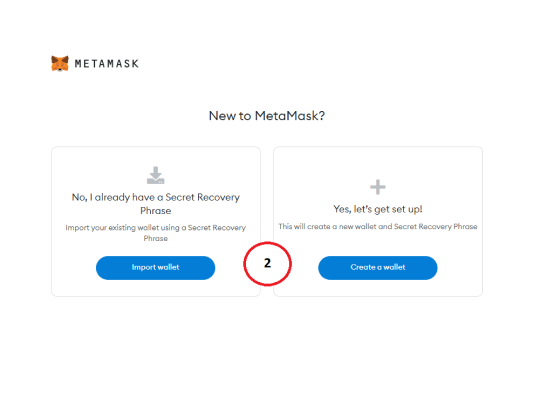 METAMASK
New to MetaMask?
No, I already have a Secret Recovery
Phrase
Import your existing wallet using a Secret Recovery
Phrase
Import wallet
2
Yes, let's get set up!
This will create a new wallet and Secret Recovery Phrase
Create a wallet